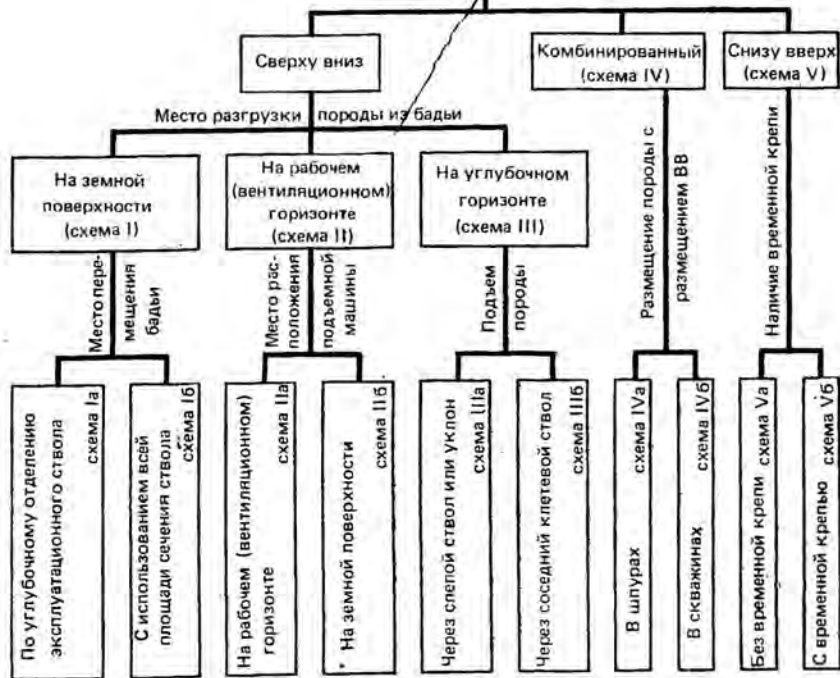 Сверху вниз
Комбинированный
(схема IV)
Снизу вверх
(схема V)
Место разгрузки породы из бадьи
На земной
поверхности
(схема I)
На рабочем
(вентиляционном)
горизонте
(схема II)
На углубочном
горизонте
(схема III)
Место пере-
мещения
бадьи
Место рас-
положения
подъемной
машины
Подъем
породы
Размещение породы с
размещением ВВ
Наличие временной крепи
По углубочному отделению
эксплуатационного ствола
схема Iа
С использованием всей
площади сечения ствола
схема Iб
На рабочем (вентиляционном)
горизонте
схема IIа
На земной поверхности
схема IIб
Через слепой ствол или уклон
схема IIIа
Через соседний клетевой ствол
схема IIIб
В шпурах схема IVа
В скважинах схема IVб
Без временной крепи схема Vа
С временной крепью схема Vб